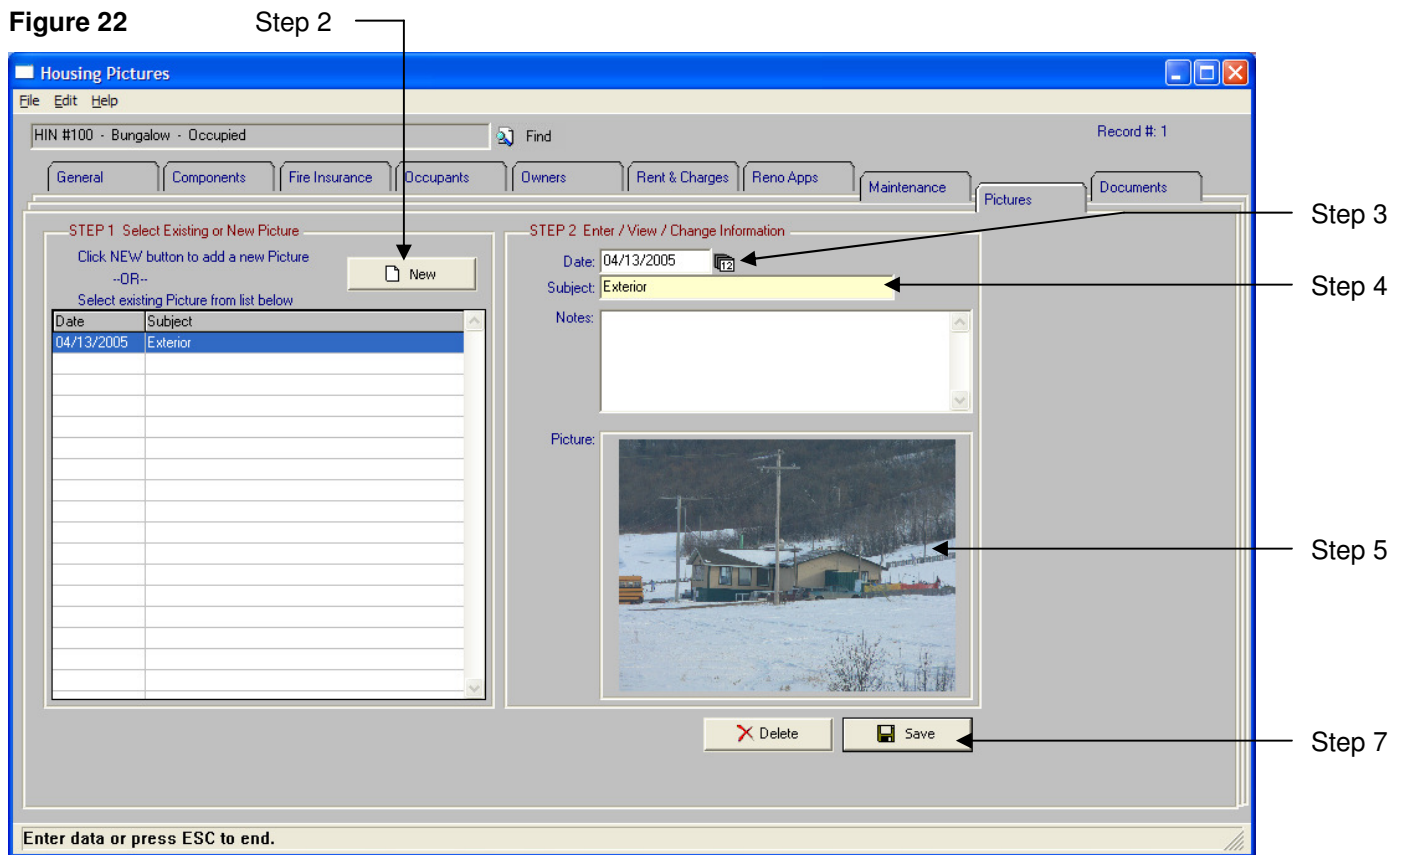 Figure 22
Step 2
Housing Pictures
File Edit Help
HIN #100 - Bungalow - Occupied
Find
Record #: 1
General
Components
Fire Insurance
Occupants
Owners
Rent & Charges
Reno Apps
Maintenance
Pictures
Documents
STEP 1 Select Existing or New Picture
Click NEW button to add a new Picture
--OR--
Select existing Picture from list below
New
Date Subject
04/13/2005 Exterior
STEP 2 Enter / View / Change Information
Date: 04/13/2005 12
Subject: Exterior
Notes:
Picture:
Delete
Save
Step 3
Step 4
Step 5
Step 7
Enter data or press ESC to end.